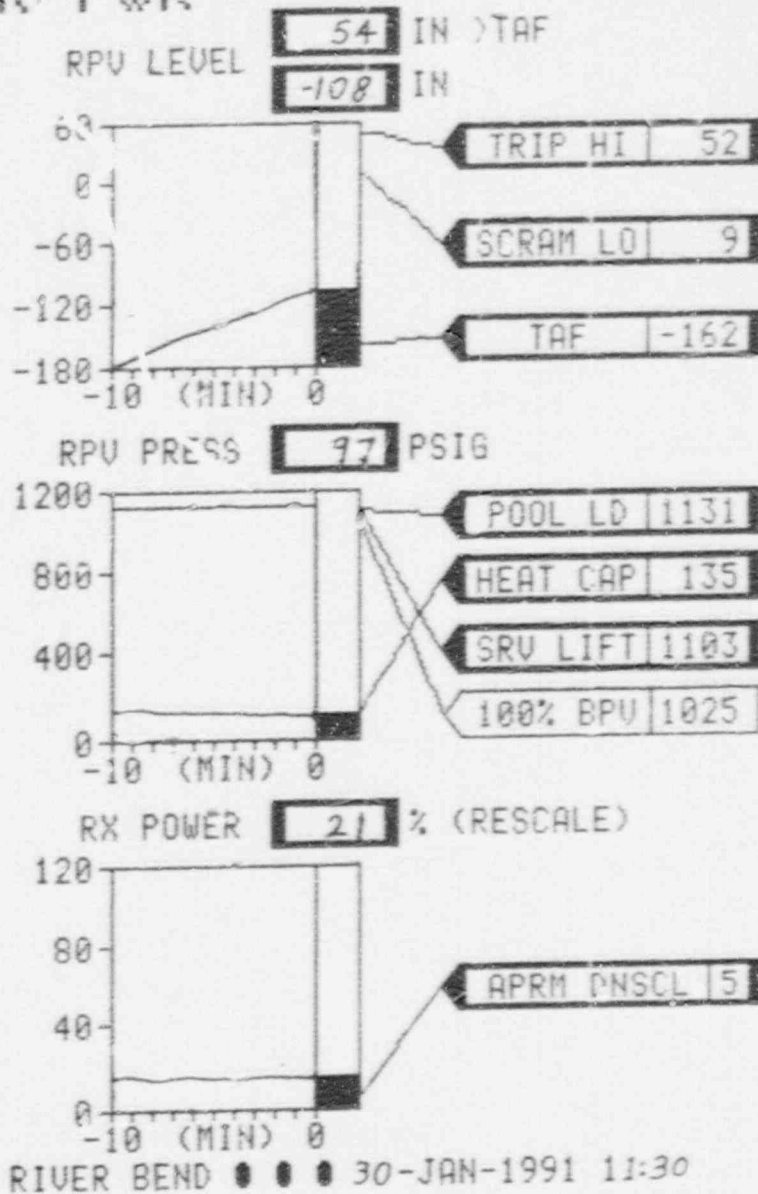 54 IN >TAF
RPV LEVEL
-108 IN
60
0
-60
-120
-180
-10 (MIN) 0
TRIP HI 52
SCRAM LO 9
TAF -162
RPV PRESS 97 PSIG
1200
800
400
0
-10 (MIN) 0
POOL LD 1131
HEAT CAP 135
SRV LIFT 1103
100% BPV 1025
RX POWER 21 % (RESCALE)
120
80
40
0
-10 (MIN) 0
APRM DNSCL 5
RIVER BEND 30-JAN-1991 11:30